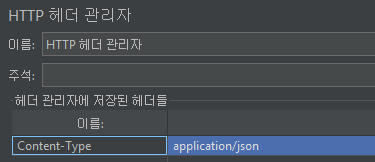 HTTP 헤더 관리자
이름: HTTP 헤더 관리자
주석:
헤더 관리자에 저장된 헤더들
이름:
Content-Type application/json